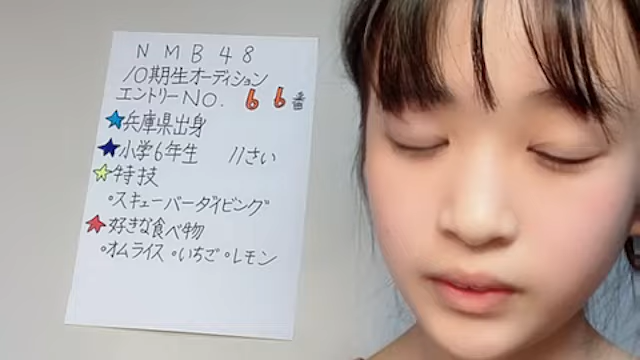 NMB48
10期生オーディション
エントリーNO. 66番
兵庫県出身
小学6年生 11さい
特技
・スキューバーダイビング
好きな食べ物
・オムライス・いちご・レモン